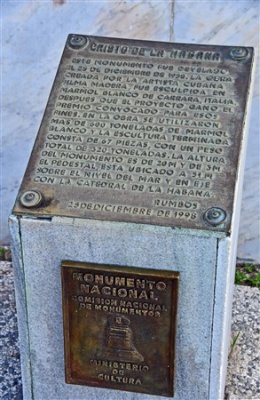 CRISTO DE LA HABANA
ESTE MONUMENTO FUE DEVELADO
EL 25 DE DICIEMBRE DE 1958. LA OBRA
CREADA POR LA ARTISTA CUBANA
JILMA MADERA, FUE ESCULPIDA EN
MARMOL BLANCO DE CARRARA, ITALIA,
DESPUES QUE EL PROYECTO GANO EL
PREMIO CONVOCADO PARA ESOS
FINES. EN LA OBRA SE UTILIZARON
MAS DE 600 TONELADAS DE MARMOL
BLANCO Y LA ESCULTURA TERMINADA
CONSTA DE 67 PIEZAS, CON UN PESO
TOTAL DE 320 TONELADAS. LA ALTURA
DEL MONUMENTO ES DE 20 M Y DE 3 M
EL PEDESTAL, ESTA UBICADO A 51 M
SOBRE EL NIVEL DEL MAR Y EN EJE
CON LA CATEDRAL DE LA HABANA.
RUMBOS
25 DE DICIEMBRE DE 1998
MONUMENTO
NACIONAL
COMISION NACIONAL
DE MONUMENTOS
MINISTERIO
DE
CULTURA